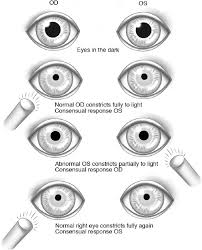 OD OS
Eyes in the dark
Normal OD constricts fully to light
Consensual response OS
Abnormal OS constricts partially to light
Consensual response OD
Normal right eye constricts fully again
Consensual response OS